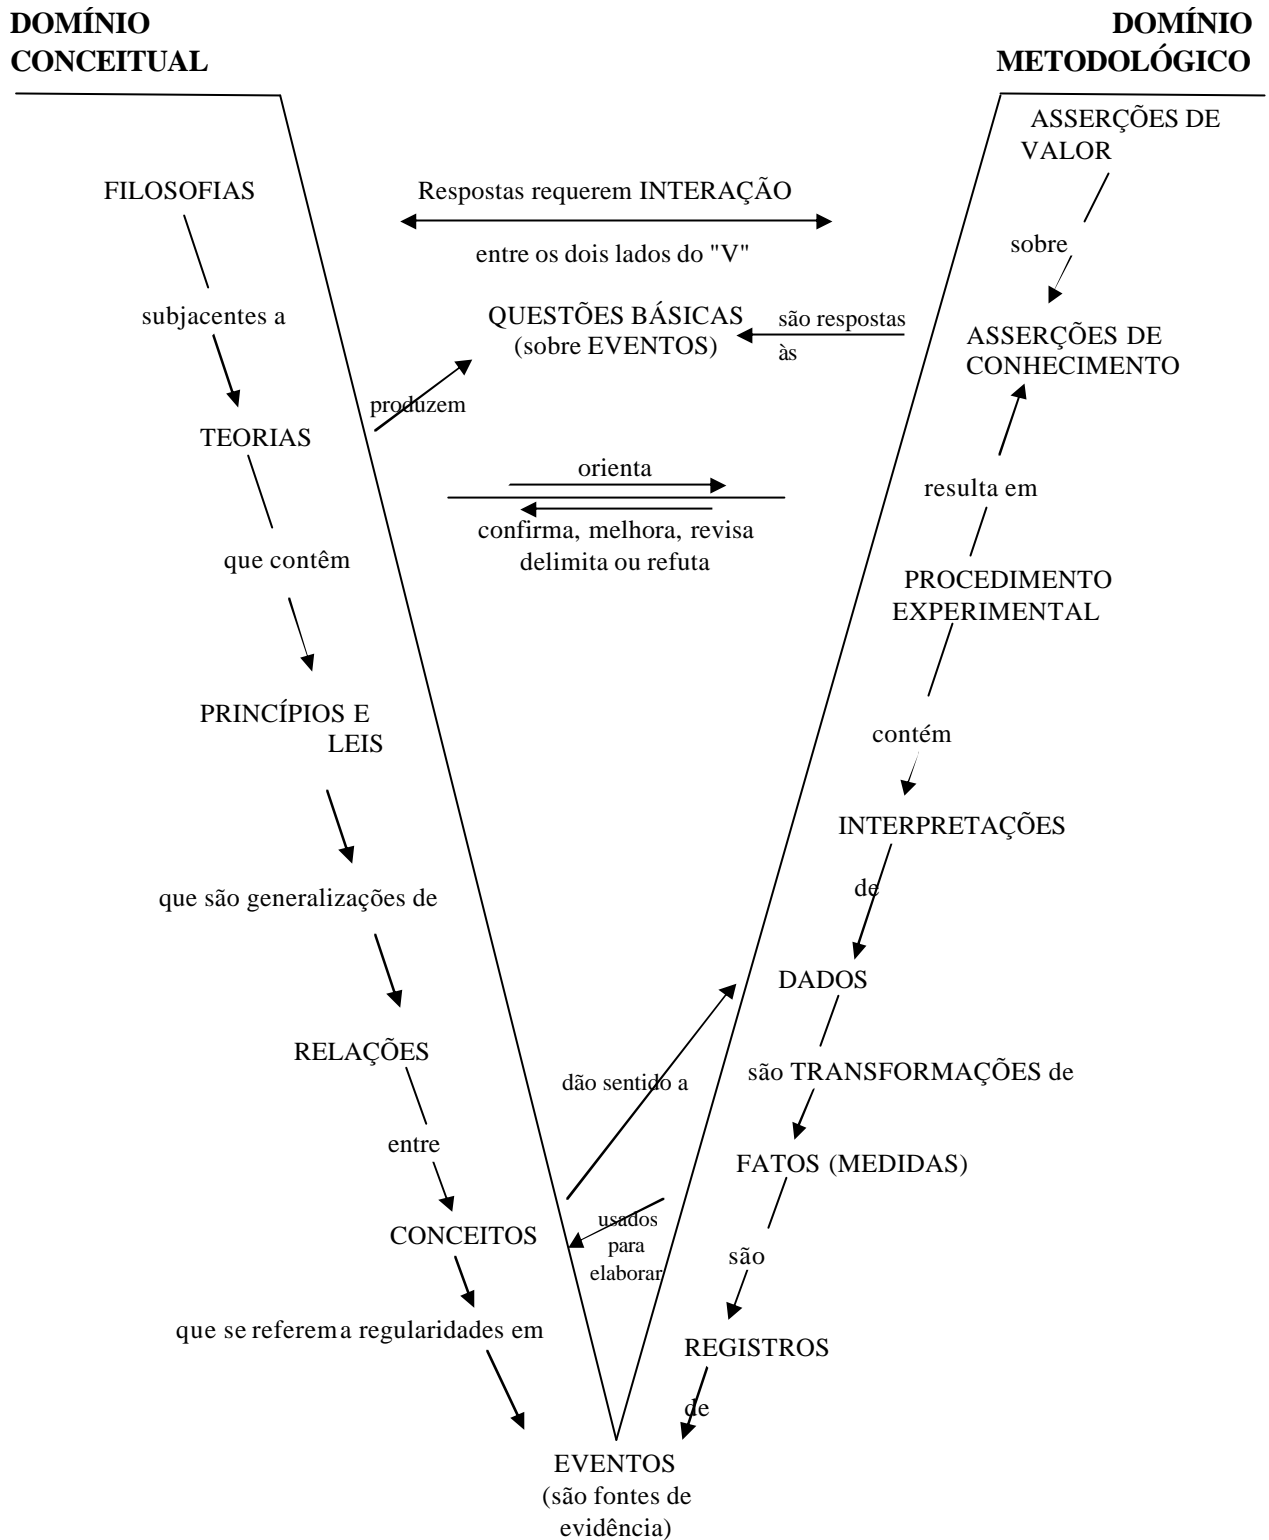 DOMÍNIO
CONCEITUAL
DOMÍNIO
METODOLÓGICO
FILOSOFIAS
subjacentes a
TEORIAS
que contêm
PRINCÍPIOS E
LEIS
que são generalizações de
RELAÇÕES
entre
CONCEITOS
que se referem a regularidades em
Respostas requerem INTERAÇÃO
entre os dois lados do "V"
QUESTÕES BÁSICAS
(sobre EVENTOS)
são respostas
às
produzem
orienta
confirma, melhora, revisa
delimita ou refuta
dão sentido a
usados
para
elaborar
ASSERÇÕES DE
VALOR
sobre
ASSERÇÕES DE
CONHECIMENTO
resulta em
PROCEDIMENTO
EXPERIMENTAL
contém
INTERPRETAÇÕES
de
DADOS
são TRANSFORMAÇÕES de
FATOS (MEDIDAS)
são
REGISTROS
de
EVENTOS
(são fontes de
evidência)